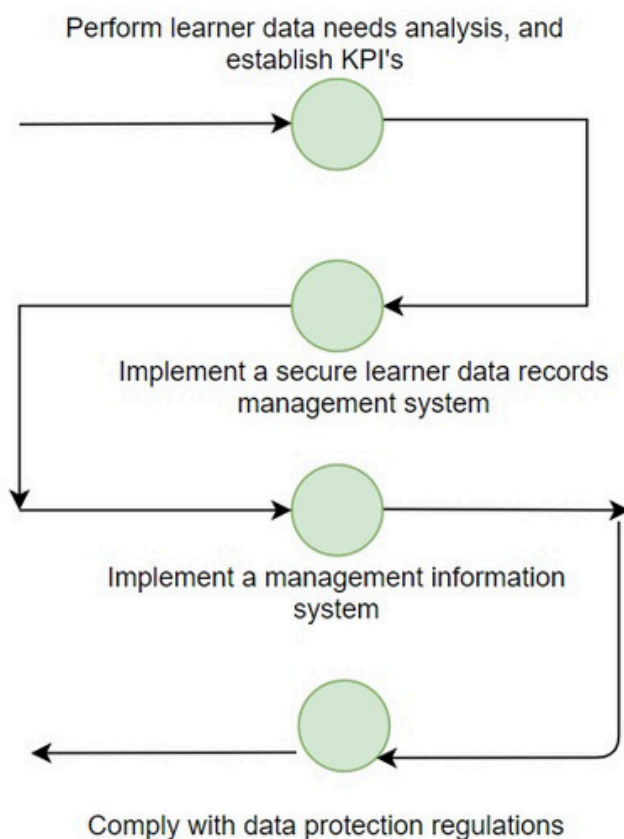 Perform learner data needs analysis, and
establish KPI's
Implement a secure learner data records
management system
Implement a management information
system
Comply with data protection regulations